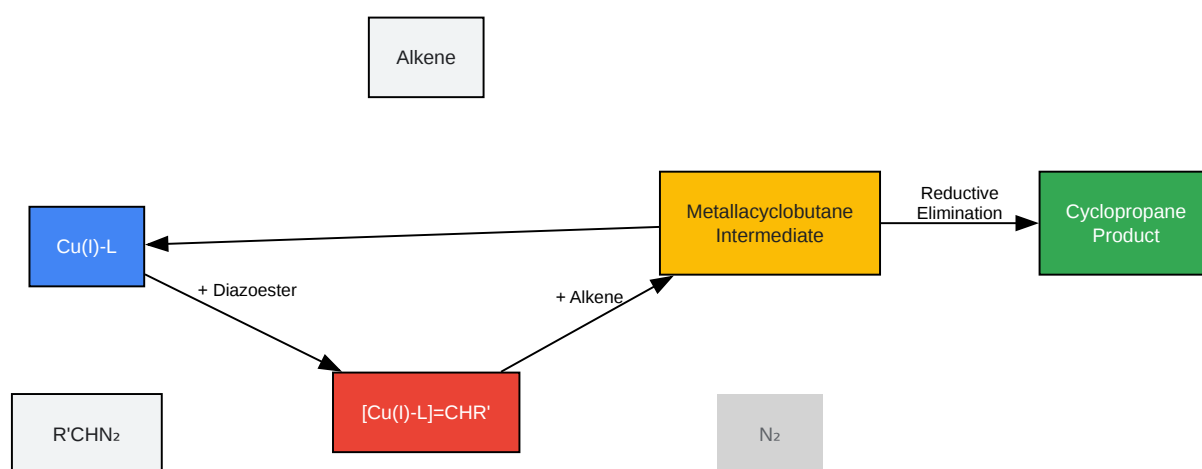 Alkene
Metallacyclobutane
Intermediate
Reductive
Elimination
Cyclopropane
Product
Cu(I)-L
+ Diazoester
+ Alkene
[Cu(I)-L]=CHR'
R'CHN₂
N₂